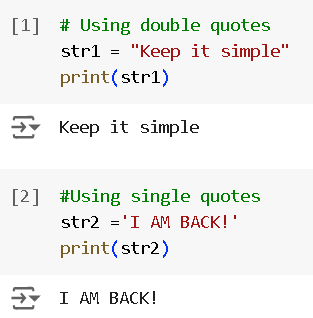 [1] # Using double quotes
str1 = "Keep it simple"
print(str1)
Keep it simple
[2] #Using single quotes
str2 ='I AM BACK!'
print(str2)
I AM BACK!